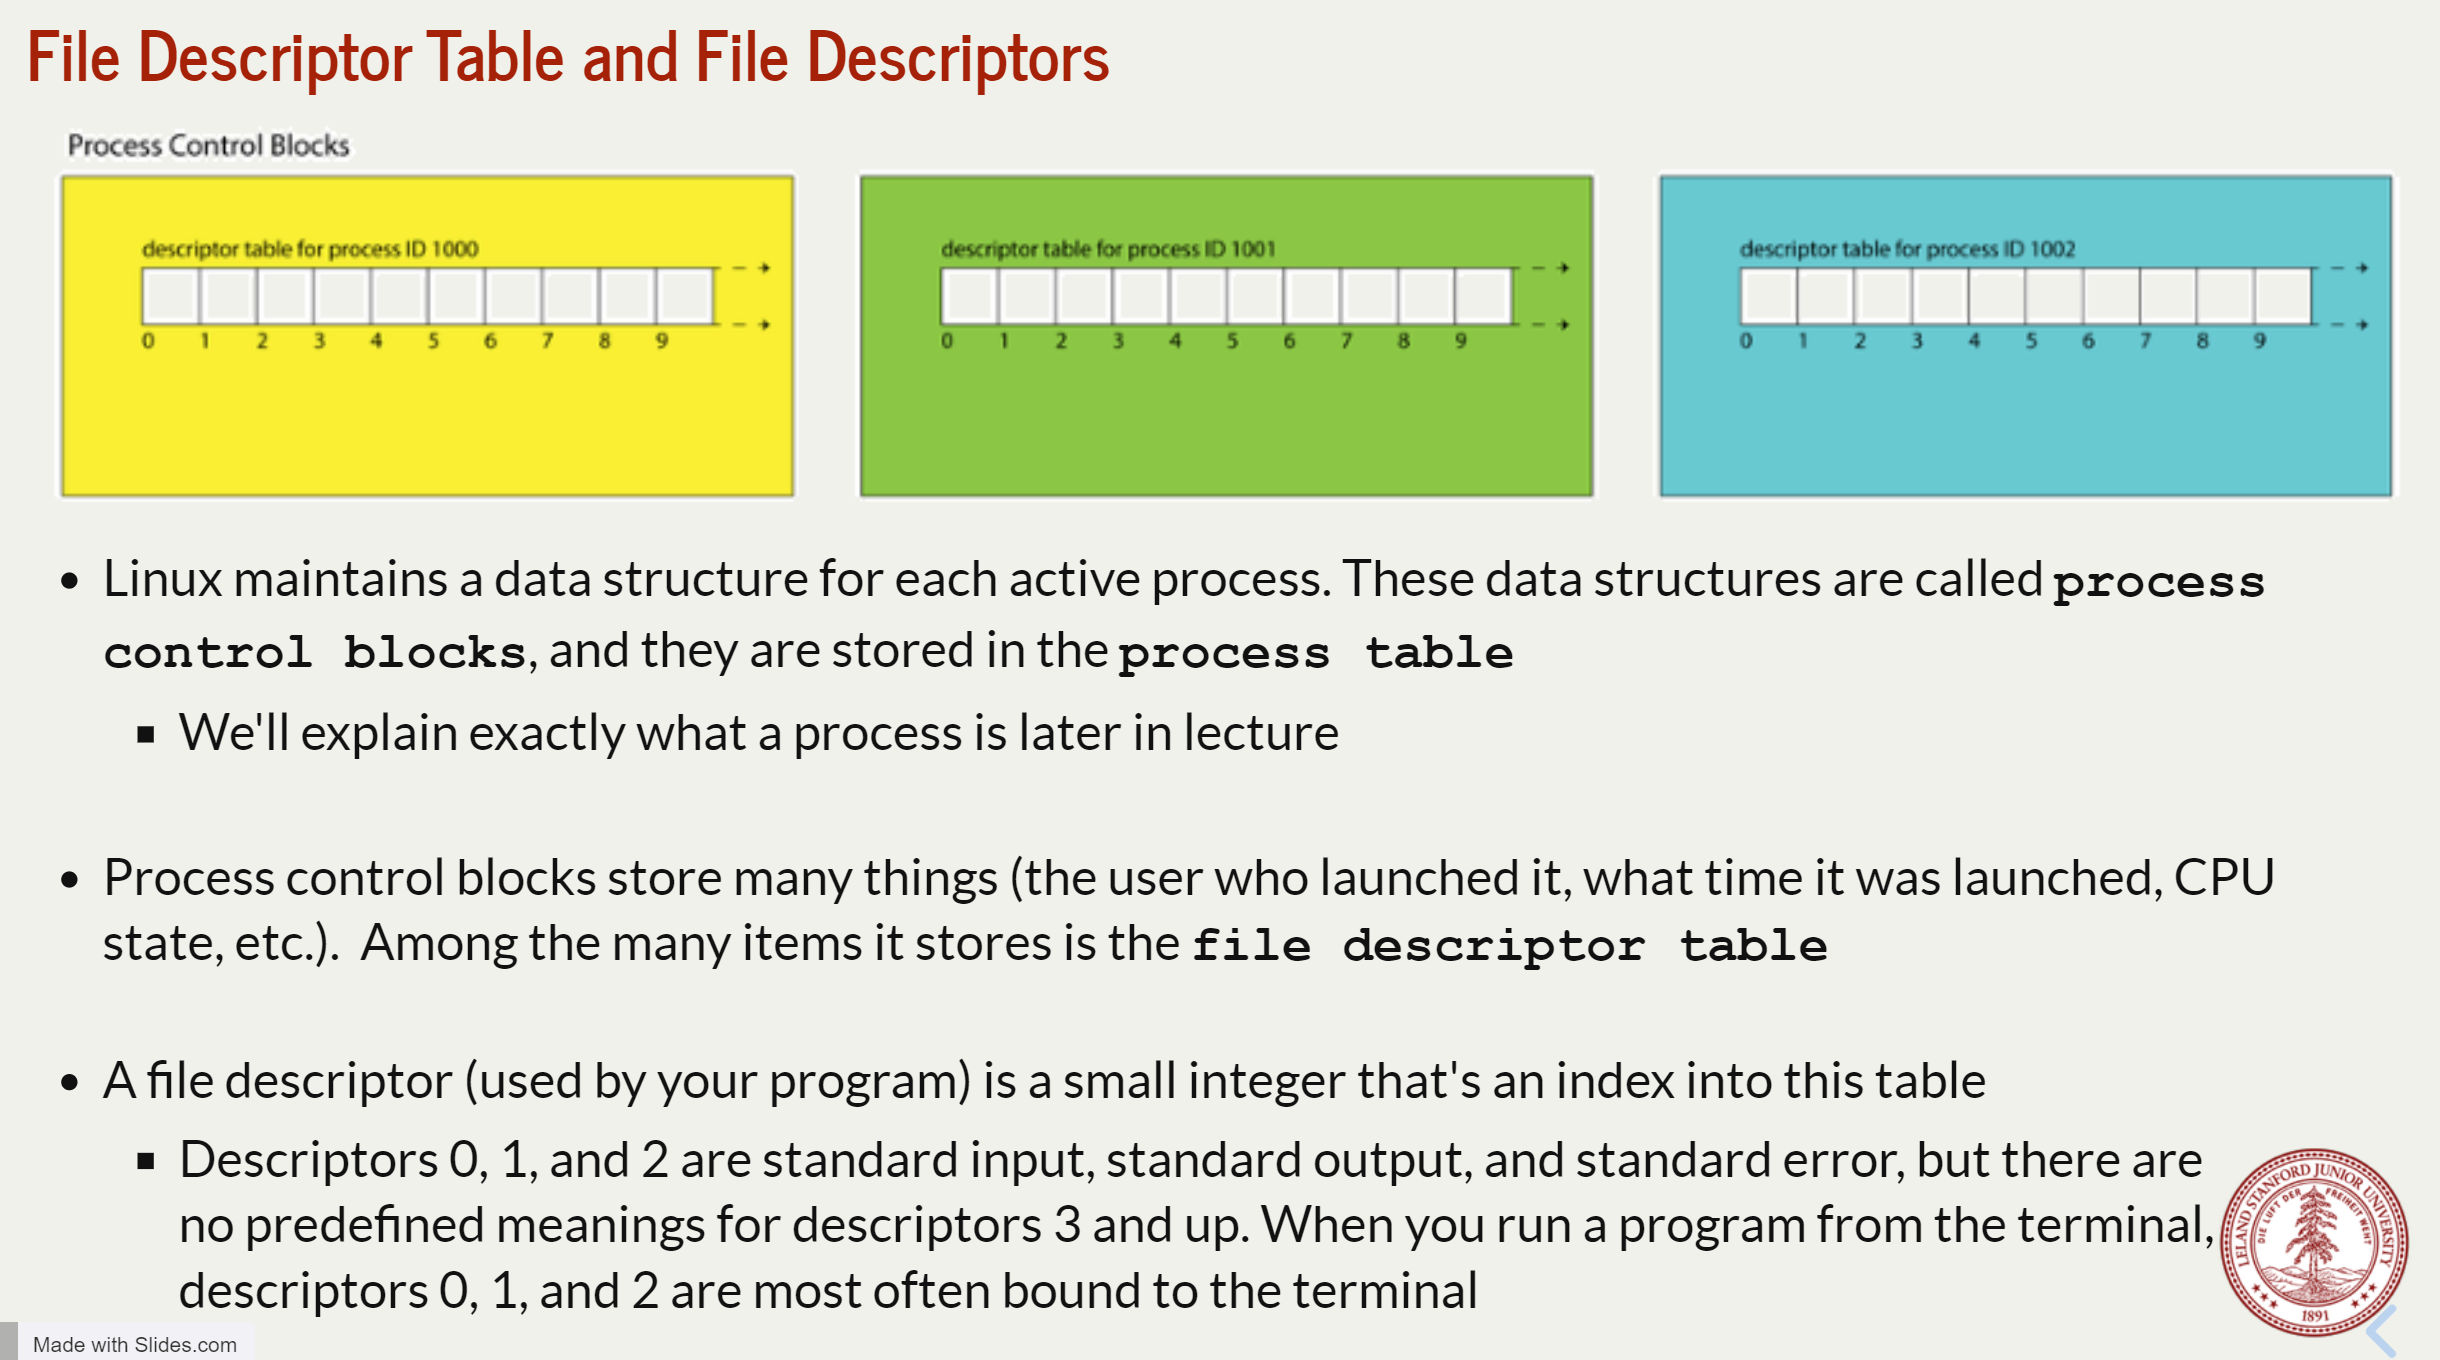 File Descriptor Table and File Descriptors
Process Control Blocks
descriptor table for process ID 1000
0 1 2 3 4 5 6 7 8 9
descriptor table for process ID 1001
0 1 2 3 4 5 6 7 8 9
descriptor table for process ID 1002
0 1 2 3 4 5 6 7 8 9
Linux maintains a data structure for each active process. These data structures are called process
control blocks, and they are stored in the process table
We'll explain exactly what a process is later in lecture
Process control blocks store many things (the user who launched it, what time it was launched, CPU
state, etc.).  Among the many items it stores is the file descriptor table
A file descriptor (used by your program) is a small integer that's an index into this table
Descriptors 0, 1, and 2 are standard input, standard output, and standard error, but there are
no predefined meanings for descriptors 3 and up. When you run a program from the terminal,
descriptors 0, 1, and 2 are most often bound to the terminal
LELAND STANFORD JUNIOR UNIVERSITY
DIE LUFT DER FREIHEIT WEHT
1891
Made with Slides.com